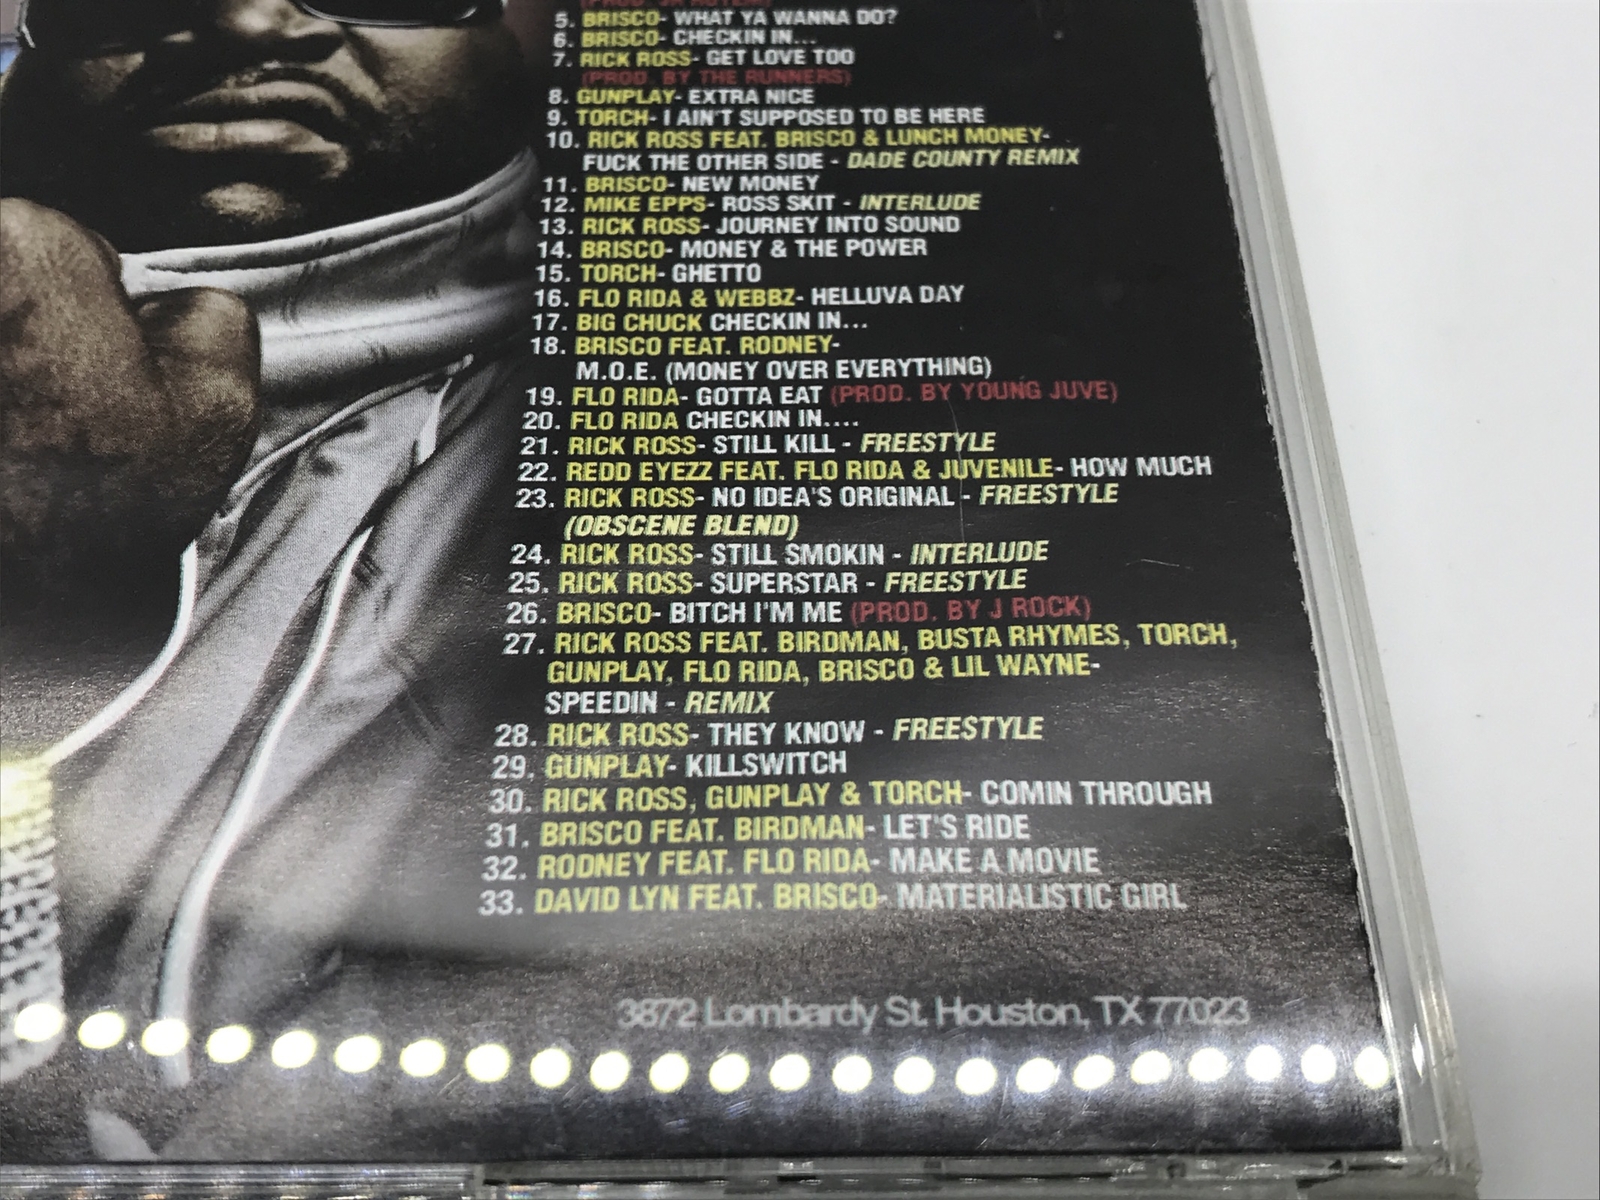 5. BRISCO- WHAT YA WANNA DO?
6. BRISCO- CHECKIN IN...
7. RICK ROSS- GET LOVE TOO
(PROD. BY THE RUNNERS)
8. GUNPLAY- EXTRA NICE
9. TORCH- I AIN'T SUPPOSED TO BE HERE
10. RICK ROSS FEAT. BRISCO & LUNCH MONEY-
FUCK THE OTHER SIDE - DADE COUNTY REMIX
11. BRISCO- NEW MONEY
12. MIKE EPPS- ROSS SKIT - INTERLUDE
13. RICK ROSS- JOURNEY INTO SOUND
14. BRISCO- MONEY & THE POWER
15. TORCH- GHETTO
16. FLO RIDA & WEBBZ- HELLUVA DAY
17. BIG CHUCK CHECKIN IN...
18. BRISCO FEAT. RODNEY-
M.O.E. (MONEY OVER EVERYTHING)
19. FLO RIDA- GOTTA EAT (PROD. BY YOUNG JUVE)
20. FLO RIDA CHECKIN IN....
21. RICK ROSS- STILL KILL - FREESTYLE
22. REDD EYEZZ FEAT. FLO RIDA & JUVENILE- HOW MUCH
23. RICK ROSS- NO IDEA'S ORIGINAL - FREESTYLE
(OBSCENE BLEND)
24. RICK ROSS- STILL SMOKIN - INTERLUDE
25. RICK ROSS- SUPERSTAR - FREESTYLE
26. BRISCO- BITCH I'M ME (PROD. BY J ROCK)
27. RICK ROSS FEAT. BIRDMAN, BUSTA RHYMES, TORCH,
GUNPLAY, FLO RIDA, BRISCO & LIL WAYNE-
SPEEDIN - REMIX
28. RICK ROSS- THEY KNOW - FREESTYLE
29. GUNPLAY- KILLSWITCH
30. RICK ROSS, GUNPLAY & TORCH- COMIN THROUGH
31. BRISCO FEAT. BIRDMAN- LET'S RIDE
32. RODNEY FEAT. FLO RIDA- MAKE A MOVIE
33. DAVID LYN FEAT. BRISCO- MATERIALISTIC GIRL
3872 Lombardy St. Houston, TX 77023